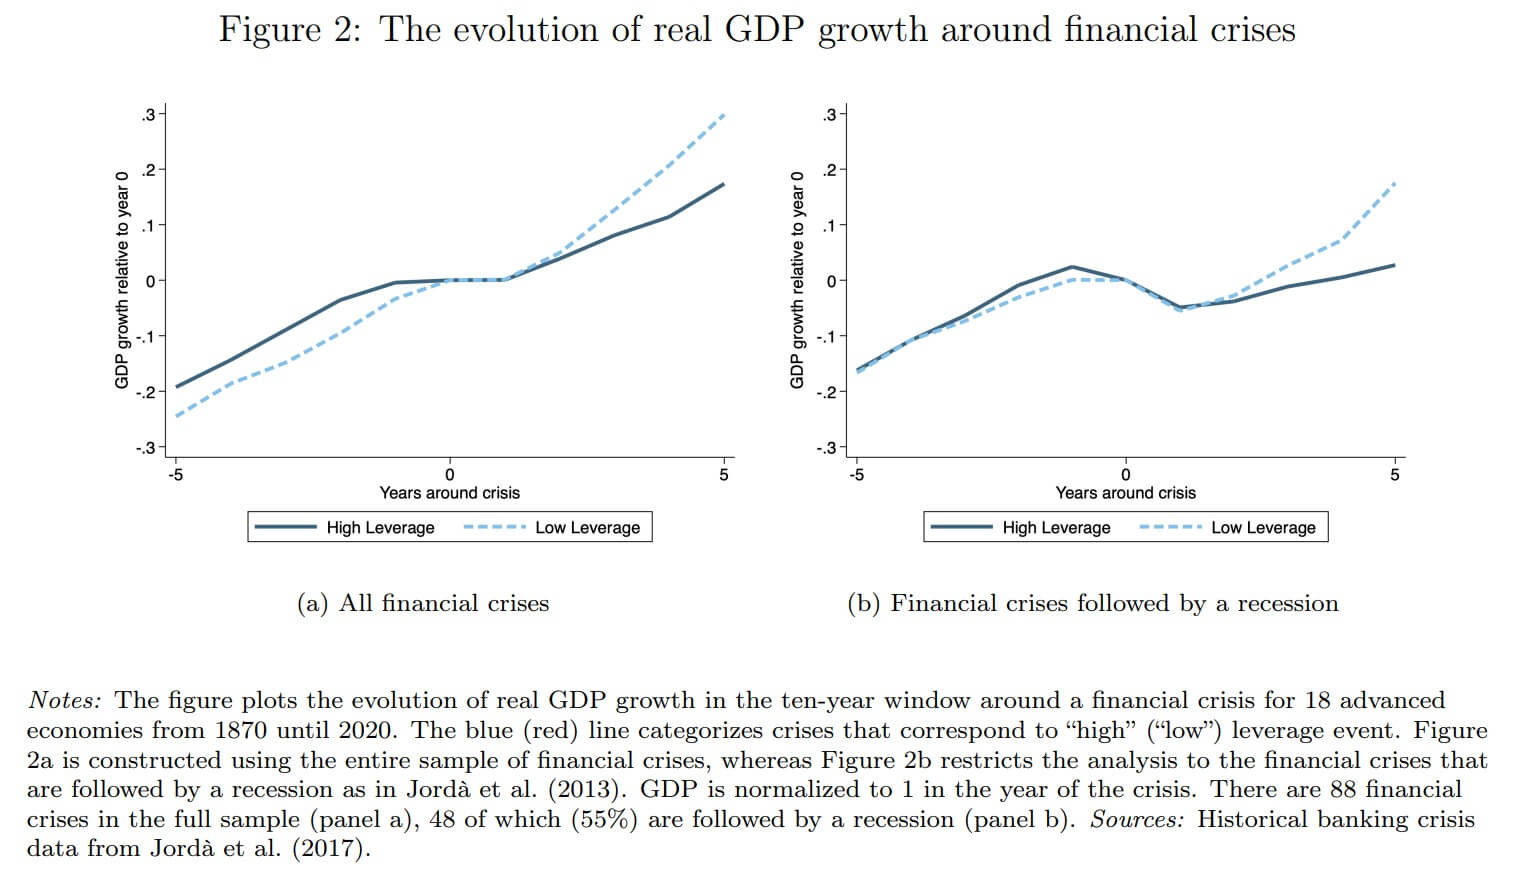 Figure 2: The evolution of real GDP growth around financial crises
GDP growth relative to year 0
.3
.2
.1
0
-.1
-.2
-.3
-5
0
5
Years around crisis
High Leverage
Low Leverage
(a) All financial crises
GDP growth relative to year 0
.3
.2
.1
0
-.1
-.2
-.3
-5
0
5
Years around crisis
High Leverage
Low Leverage
(b) Financial crises followed by a recession
Notes: The figure plots the evolution of real GDP growth in the ten-year window around a financial crisis for 18 advanced
economies from 1870 until 2020. The blue (red) line categorizes crises that correspond to “high” (“low”) leverage event. Figure
2a is constructed using the entire sample of financial crises, whereas Figure 2b restricts the analysis to the financial crises that
are followed by a recession as in Jordà et al. (2013). GDP is normalized to 1 in the year of the crisis. There are 88 financial
crises in the full sample (panel a), 48 of which (55%) are followed by a recession (panel b). Sources: Historical banking crisis
data from Jordà et al. (2017).